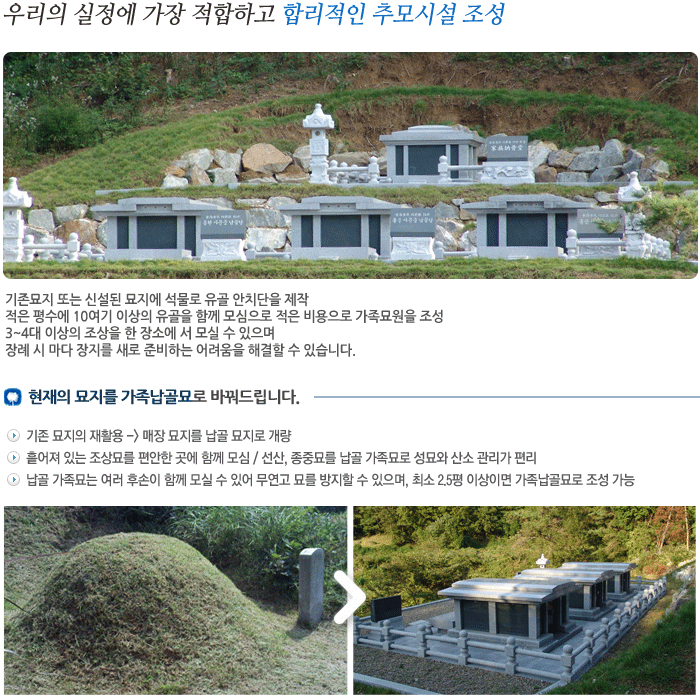 우리의 실정에 가장 적합하고 합리적인 추모시설 조성
기존묘지 또는 신설된 묘지에 석물로 유골 안치단을 제작
적은 평수에 10여기 이상의 유골을 함께 모심으로 적은 비용으로 가족묘원을 조성
3~4대 이상의 조상을 한 장소에 서 모실 수 있으며
장례 시 마다 장지를 새로 준비하는 어려움을 해결할 수 있습니다.
현재의 묘지를 가족납골묘로 바꿔드립니다.
기존 묘지의 재활용 -> 매장 묘지를 납골 묘지로 개량
흩어져 있는 조상묘를 편안한 곳에 함께 모심 / 선산, 종중묘를 납골 가족묘로 성묘와 산소 관리가 편리
납골 가족묘는 여러 후손이 함께 모실 수 있어 무연고 묘를 방지할 수 있으며, 최소 2.5평 이상이면 가족납골묘로 조성 가능